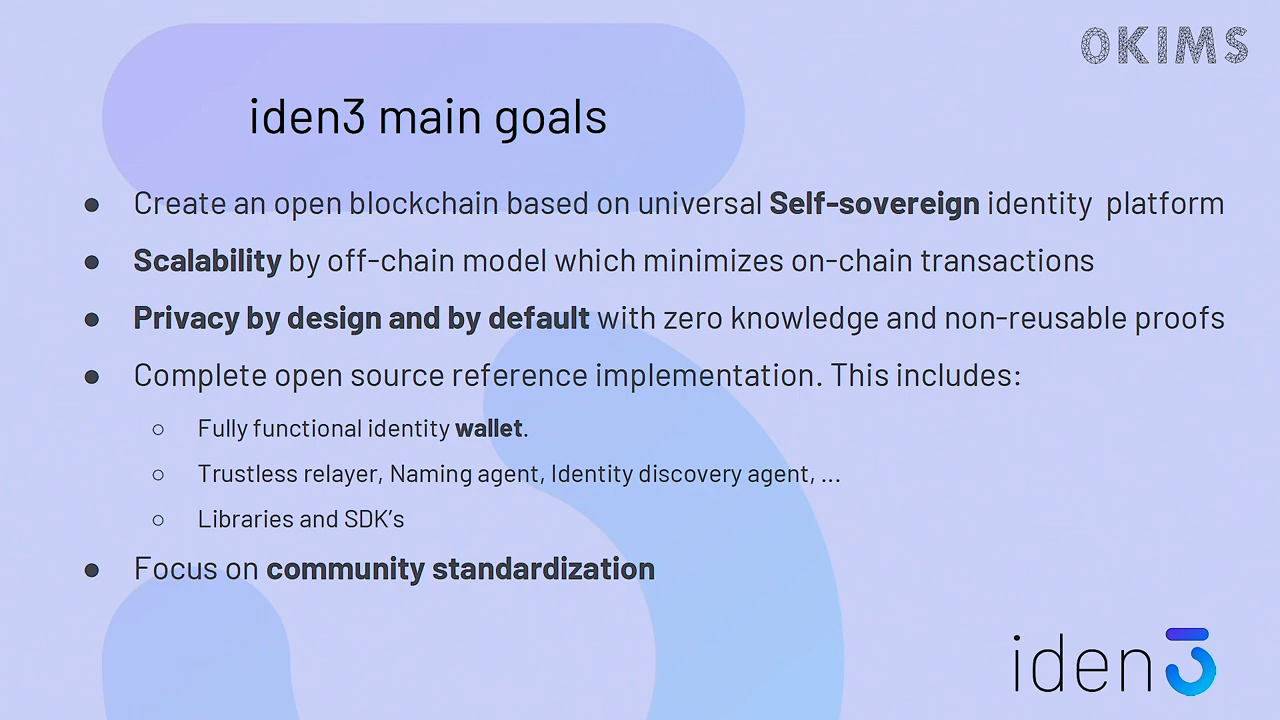 OKIMS
iden3 main goals
● Create an open blockchain based on universal Self-sovereign identity platform
● Scalability by off-chain model which minimizes on-chain transactions
● Privacy by design and by default with zero knowledge and non-reusable proofs
● Complete open source reference implementation. This includes:
○ Fully functional identity wallet.
○ Trustless relayer, Naming agent, Identity discovery agent, ...
○ Libraries and SDK’s
● Focus on community standardization
iden3